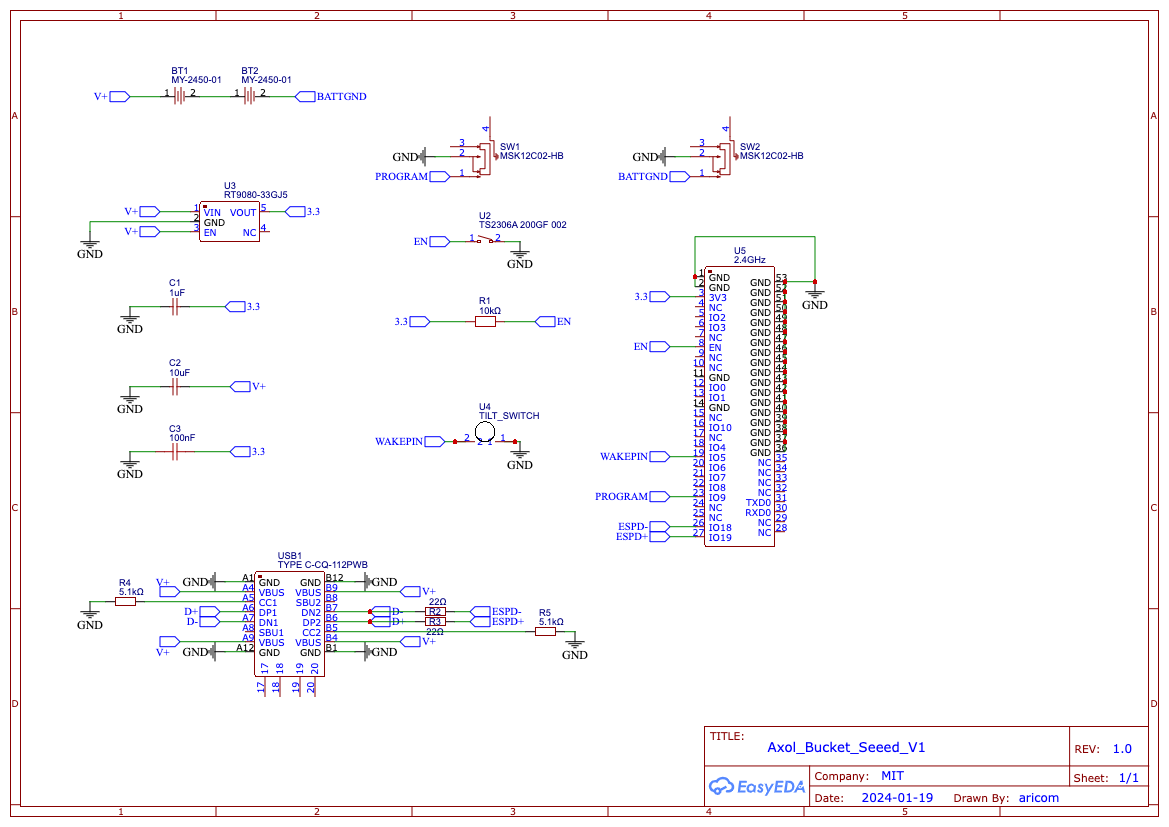 1 2 3 4 5
A
B
C
D
BT1
MY-2450-01
BT2
MY-2450-01
V+
1 2
1 2
BATTGND
4
SW1
MSK12C02-HB
3
2
1
GND
PROGRAM
4
SW2
MSK12C02-HB
3
2
1
GND
BATTGND
U3
RT9080-33GJ5
V+
1 VIN VOUT 5
3.3
2 GND
V+
3 EN NC 4
GND
U2
TS2306A 200GF 002
EN
1 2
GND
C1
1uF
3.3
GND
R1
10kΩ
3.3
EN
C2
10uF
V+
GND
C3
100nF
3.3
GND
U4
TILT_SWITCH
WAKEPIN
2 2 1 1
GND
U5
2.4GHz
GND
3.3
EN
WAKEPIN
PROGRAM
ESPD-
ESPD+
1 GND
2 GND
3 3V3
4 NC
5 IO2
6 IO3
7 NC
8 EN
9 NC
10 NC
11 GND
12 IO0
13 IO1
14 GND
15 NC
16 IO10
17 NC
18 IO4
19 IO5
20 IO6
21 IO7
22 IO8
23 IO9
24 NC
25 NC
26 IO18
27 IO19
GND 53
GND 52
GND 51
GND 50
GND 49
GND 48
GND 47
GND 46
GND 45
GND 44
GND 43
GND 42
GND 41
GND 40
GND 39
GND 38
GND 37
GND 36
NC 35
NC 34
NC 33
NC 32
TXD0 31
RXD0 30
NC 29
NC 28
USB1
TYPE C-CQ-112PWB
R4
5.1kΩ
GND
V+
GND
D+
D-
V+
GND
A1 GND GND B12
A4 VBUS VBUS B9
A5 CC1 SBU2 B8
A6 DP1 DN2 B7
A7 DN1 DP2 B6
A8 SBU1 CC2 B5
A9 VBUS VBUS B4
A12 GND GND B1
17 18 19 20
17 18 19 20
GND
V+
22Ω
D- R2 ESPD-
D+ R3 ESPD+
22Ω
V+
GND
R5
5.1kΩ
GND
TITLE:
Axol_Bucket_Seeed_V1
REV: 1.0
EasyEDA
Company: MIT
Sheet: 1/1
Date: 2024-01-19 Drawn By: aricom
A
B
C
D
1 2 3 4 5